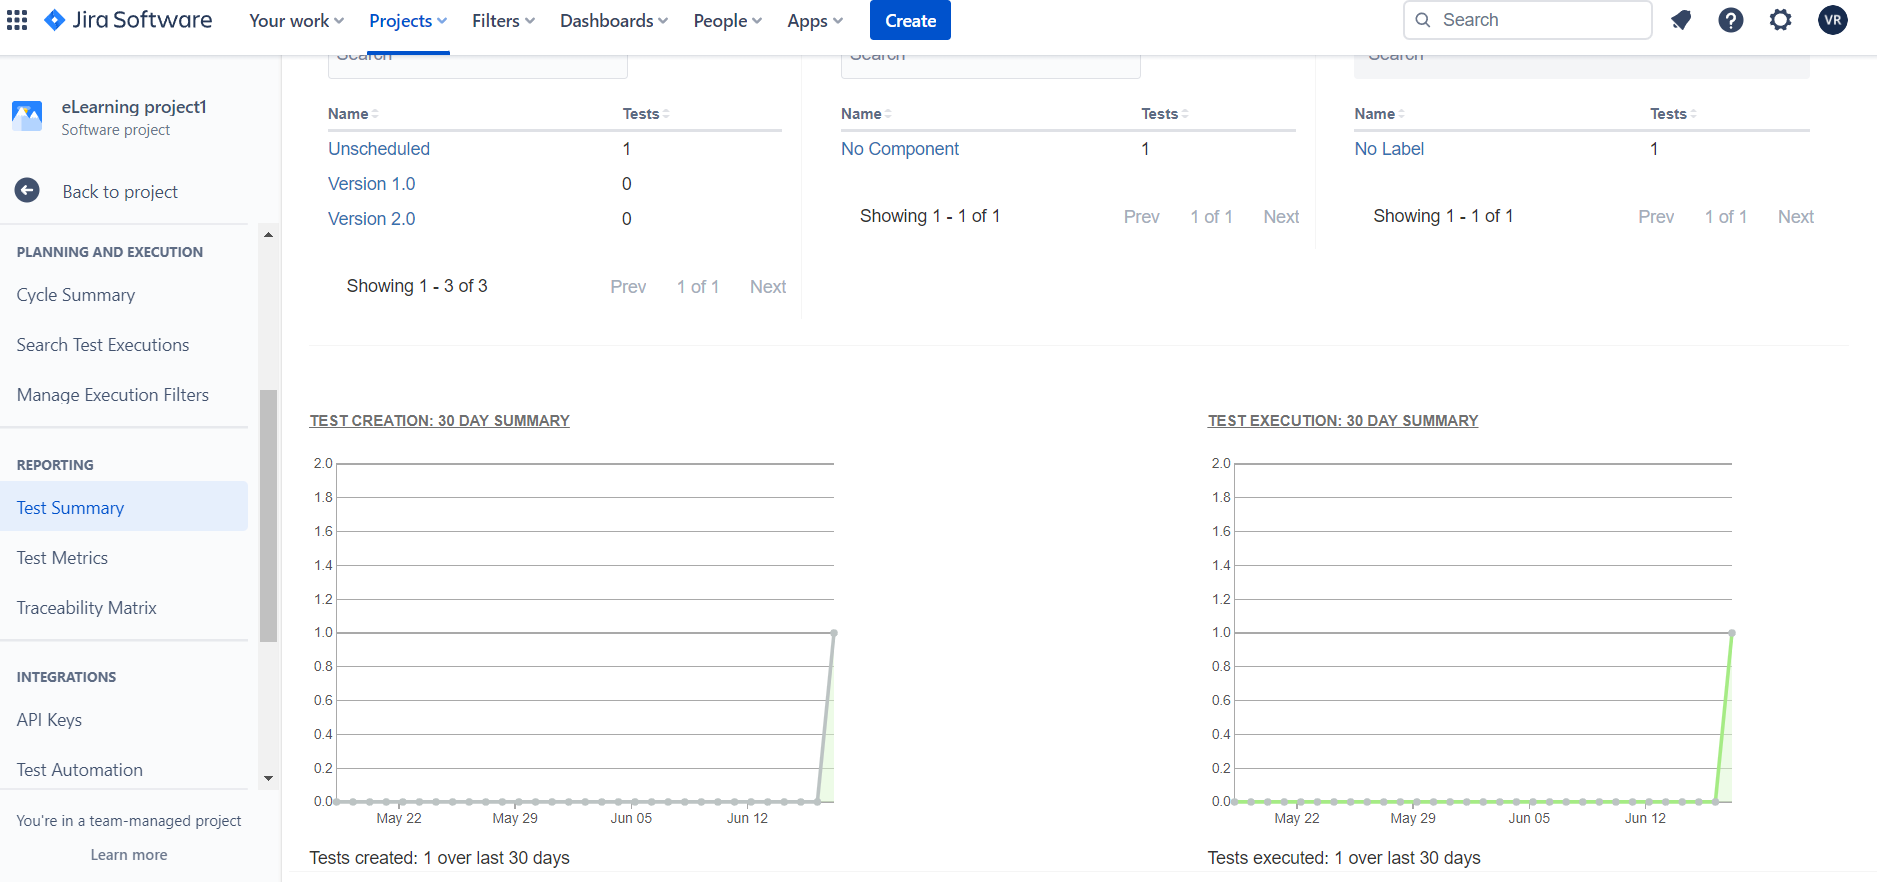 Jira Software Your work Projects Filters Dashboards People Apps Create Search VR
eLearning project1
Software project
Back to project
PLANNING AND EXECUTION
Cycle Summary
Search Test Executions
Manage Execution Filters
REPORTING
Test Summary
Test Metrics
Traceability Matrix
INTEGRATIONS
API Keys
Test Automation
You're in a team-managed project
Learn more
Search
Name Tests
Unscheduled 1
Version 1.0 0
Version 2.0 0
Showing 1 - 3 of 3 Prev 1 of 1 Next
Search
Name Tests
No Component 1
Showing 1 - 1 of 1 Prev 1 of 1 Next
Search
Name Tests
No Label 1
Showing 1 - 1 of 1 Prev 1 of 1 Next
TEST CREATION: 30 DAY SUMMARY
2.0
1.8
1.6
1.4
1.2
1.0
0.8
0.6
0.4
0.2
0.0
May 22 May 29 Jun 05 Jun 12
Tests created: 1 over last 30 days
TEST EXECUTION: 30 DAY SUMMARY
2.0
1.8
1.6
1.4
1.2
1.0
0.8
0.6
0.4
0.2
0.0
May 22 May 29 Jun 05 Jun 12
Tests executed: 1 over last 30 days